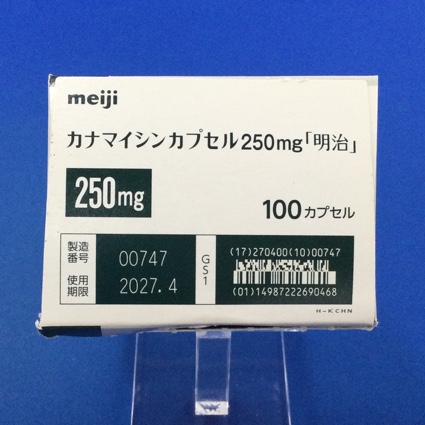 meiji
カナマイシンカプセル250mg「明治」
250mg
100カプセル
製造番号 00747
使用期限 2027.4
GS1
(17)270400(10)00747
(01)14987222690468
H-KCHN